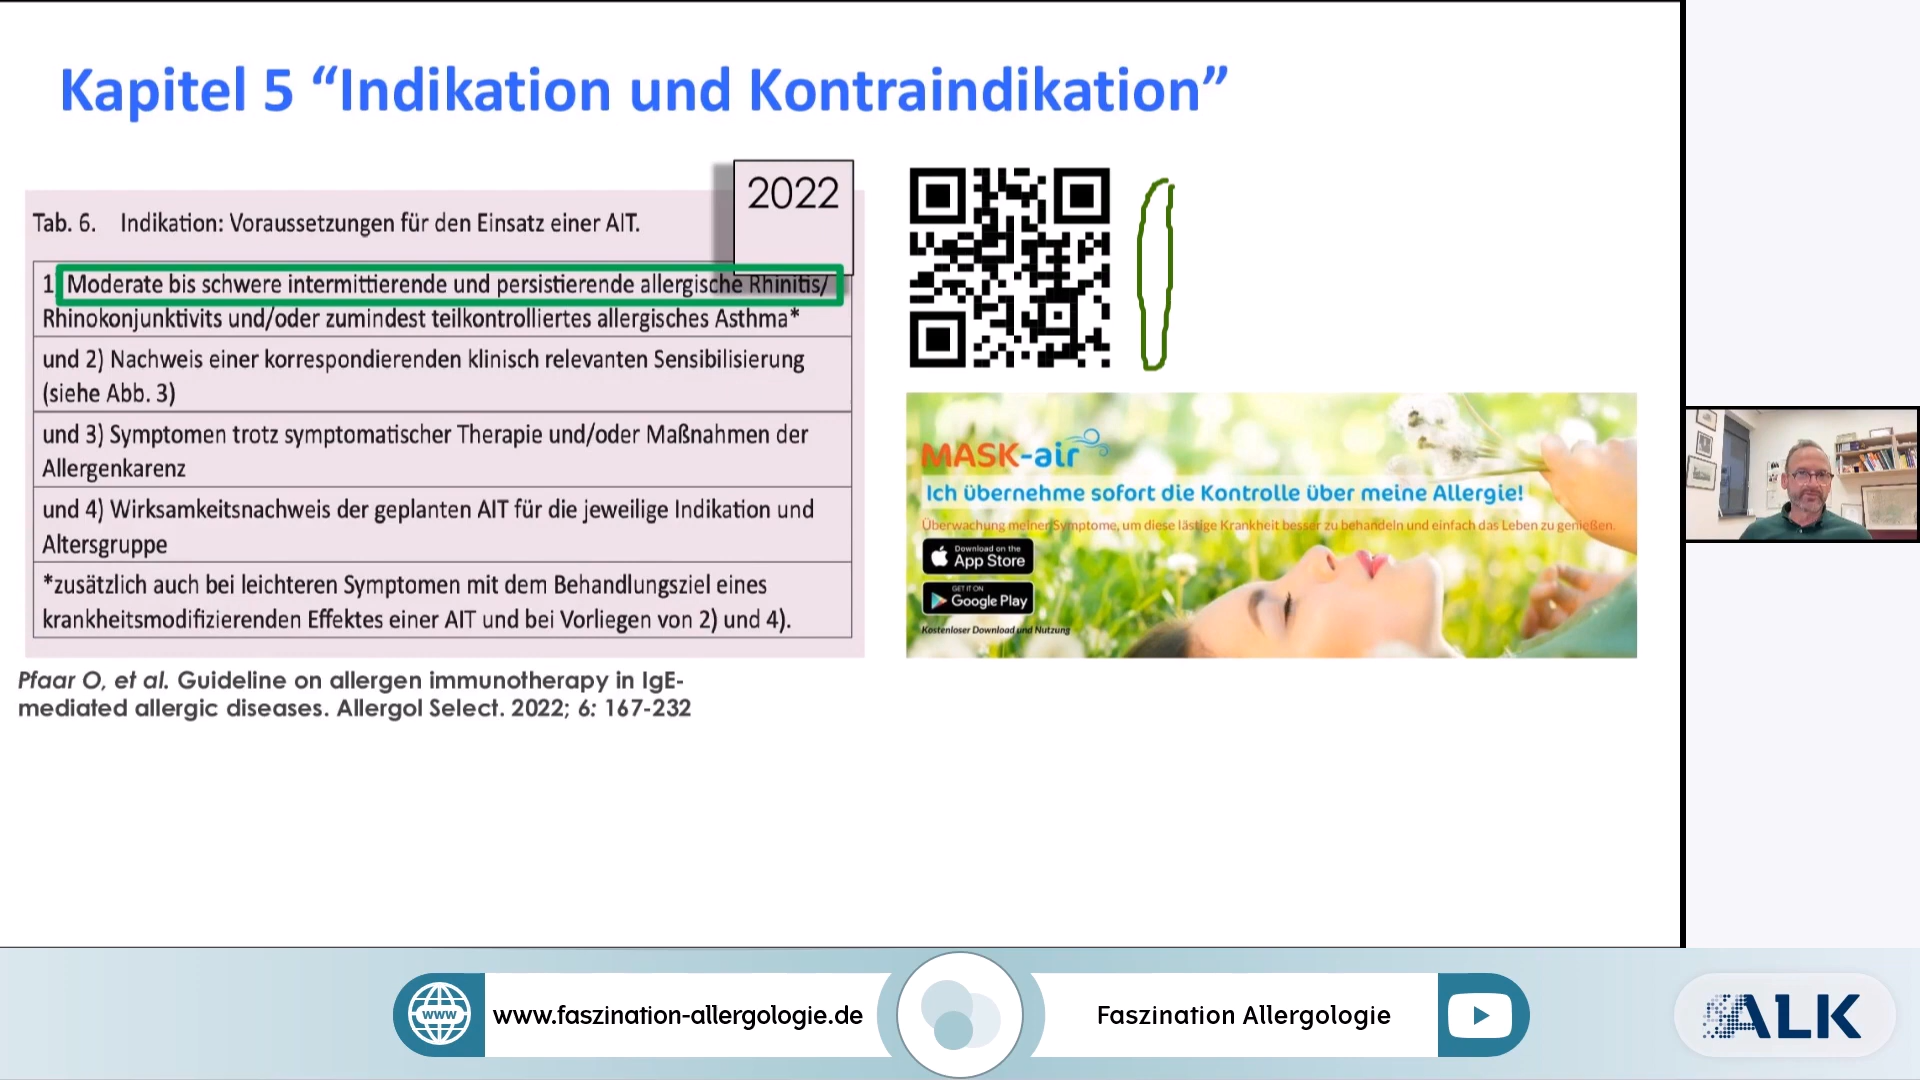 Kapitel 5 “Indikation und Kontraindikation”
2022
Tab. 6. Indikation: Voraussetzungen für den Einsatz einer AIT.
1 Moderate bis schwere intermittierende und persistierende allergische Rhinitis/
Rhinokonjunktivits und/oder zumindest teilkontrolliertes allergisches Asthma*
und 2) Nachweis einer korrespondierenden klinisch relevanten Sensibilisierung
(siehe Abb. 3)
und 3) Symptomen trotz symptomatischer Therapie und/oder Maßnahmen der
Allergenkarenz
und 4) Wirksamkeitsnachweis der geplanten AIT für die jeweilige Indikation und
Altersgruppe
*zusätzlich auch bei leichteren Symptomen mit dem Behandlungsziel eines
krankheitsmodifizierenden Effektes einer AIT und bei Vorliegen von 2) und 4).
Pfaar O, et al. Guideline on allergen immunotherapy in IgE-
mediated allergic diseases. Allergol Select. 2022; 6: 167-232
MASK-air
Ich übernehme sofort die Kontrolle über meine Allergie!
Überwachung meiner Symptome, um diese lästige Krankheit besser zu behandeln und einfach das Leben zu genießen.
Download on the
App Store
GET IT ON
Google Play
Kostenloser Download und Nutzung
www
www.faszination-allergologie.de
Faszination Allergologie
ALK